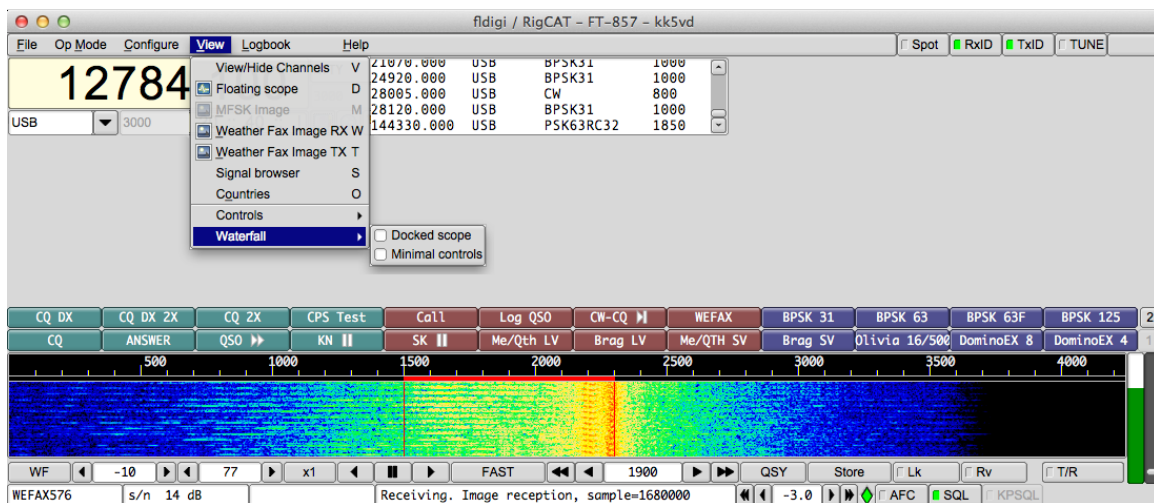 fldigi / RigCAT - FT-857 - kk5vd
File Op Mode Configure View Logbook Help Spot RxID TxID TUNE
12784
USB 3000
View/Hide Channels V
Floating scope D
MFSK Image M
Weather Fax Image RX W
Weather Fax Image TX T
Signal browser S
Countries O
Controls
Waterfall
Docked scope
Minimal controls
21070.000 USB BPSK31 1000
24920.000 USB BPSK31 1000
28005.000 USB CW 800
28120.000 USB BPSK31 1000
144330.000 USB PSK63RC32 1850
CQ DX CQ DX 2X CQ 2X CPS Test Call Log QSO CW-CQ WEFAX BPSK 31 BPSK 63 BPSK 63F BPSK 125 2
CQ ANSWER QSO KN SK Me/Qth LV Brag LV Me/QTH SV Brag SV Olivia 16/500 DominoEX 8 DominoEX 4 1
500 1000 1500 2000 2500 3000 3500 4000
WF -10 77 x1 FAST 1900 QSY Store Lk Rv T/R
WEFAX576 s/n 14 dB Receiving. Image reception, sample=1680000 -3.0 AFC SQL KPSQL